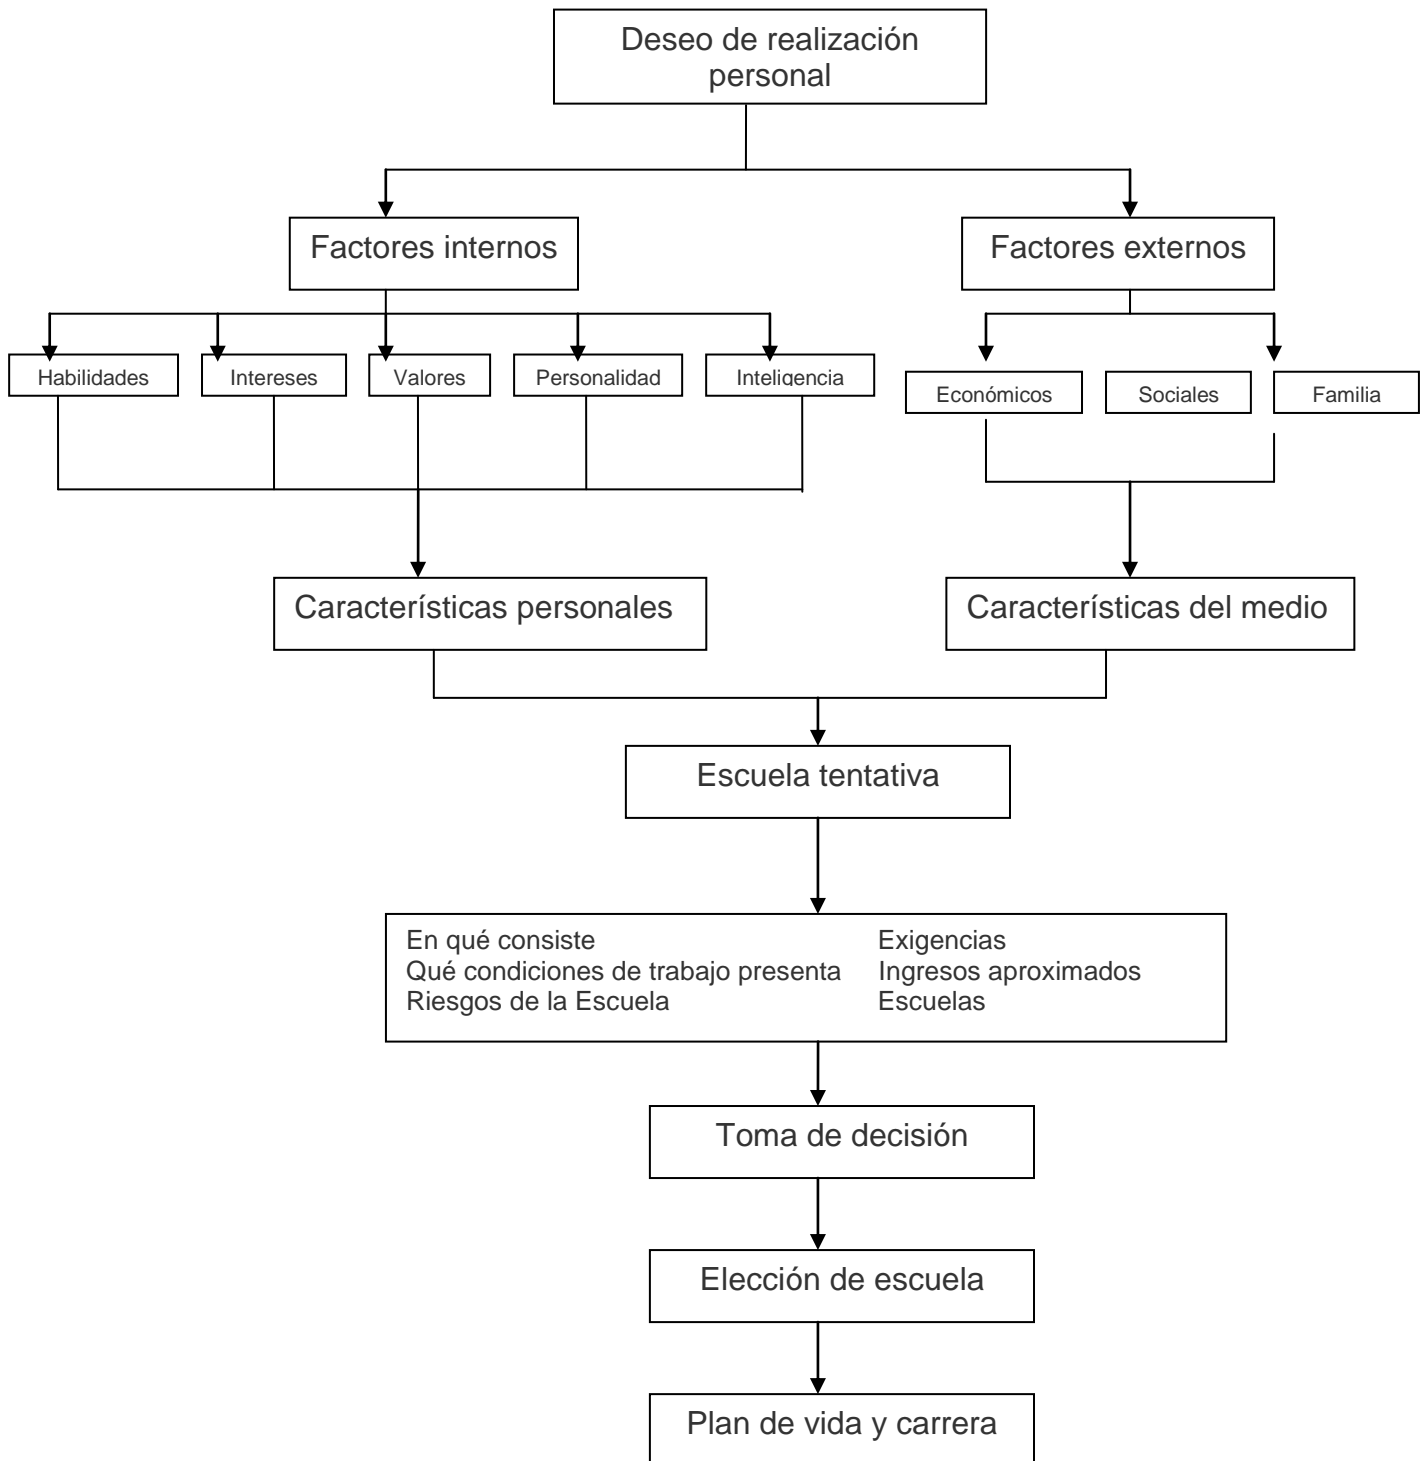 Deseo de realización
personal
Factores internos
Factores externos
Habilidades
Intereses
Valores
Personalidad
Inteligencia
Económicos
Sociales
Familia
Características personales
Características del medio
Escuela tentativa
En qué consiste
Exigencias
Qué condiciones de trabajo presenta
Ingresos aproximados
Riesgos de la Escuela
Escuelas
Toma de decisión
Elección de escuela
Plan de vida y carrera